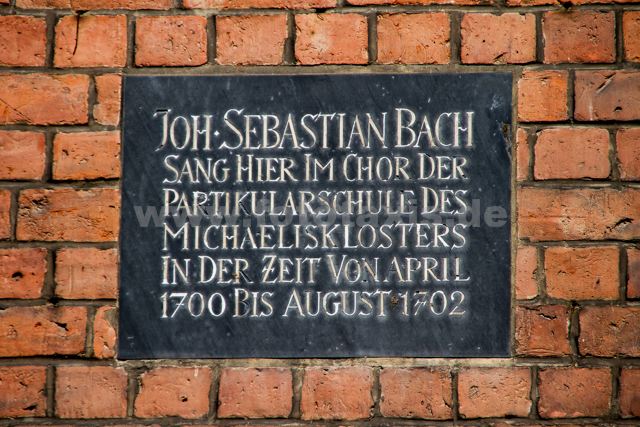 JOH · SEBASTIAN BACH
SANG HIER IM CHOR DER
PARTIKULARSCHULE DES
MICHAELISKLOSTERS
IN DER ZEIT VON APRIL
1700 BIS AUGUST 1702